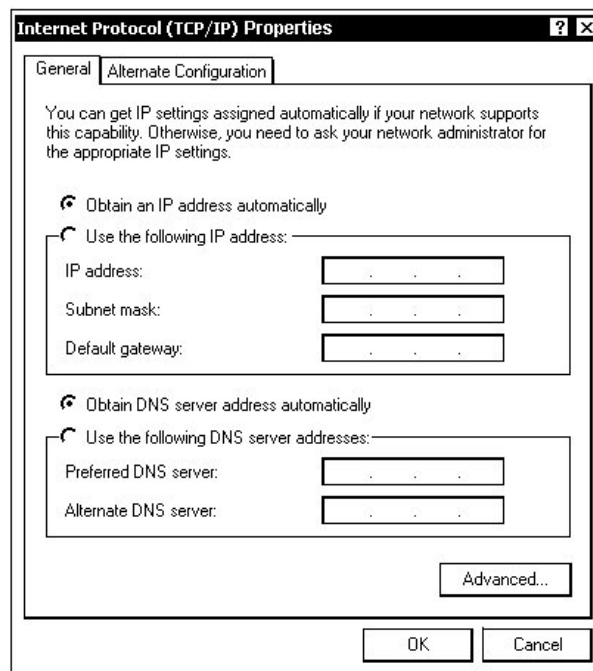 Internet Protocol (TCP/IP) Properties
General
Alternate Configuration
You can get IP settings assigned automatically if your network supports
this capability. Otherwise, you need to ask your network administrator for
the appropriate IP settings.
Obtain an IP address automatically
Use the following IP address:
IP address:
Subnet mask:
Default gateway:
Obtain DNS server address automatically
Use the following DNS server addresses:
Preferred DNS server:
Alternate DNS server:
Advanced...
OK
Cancel